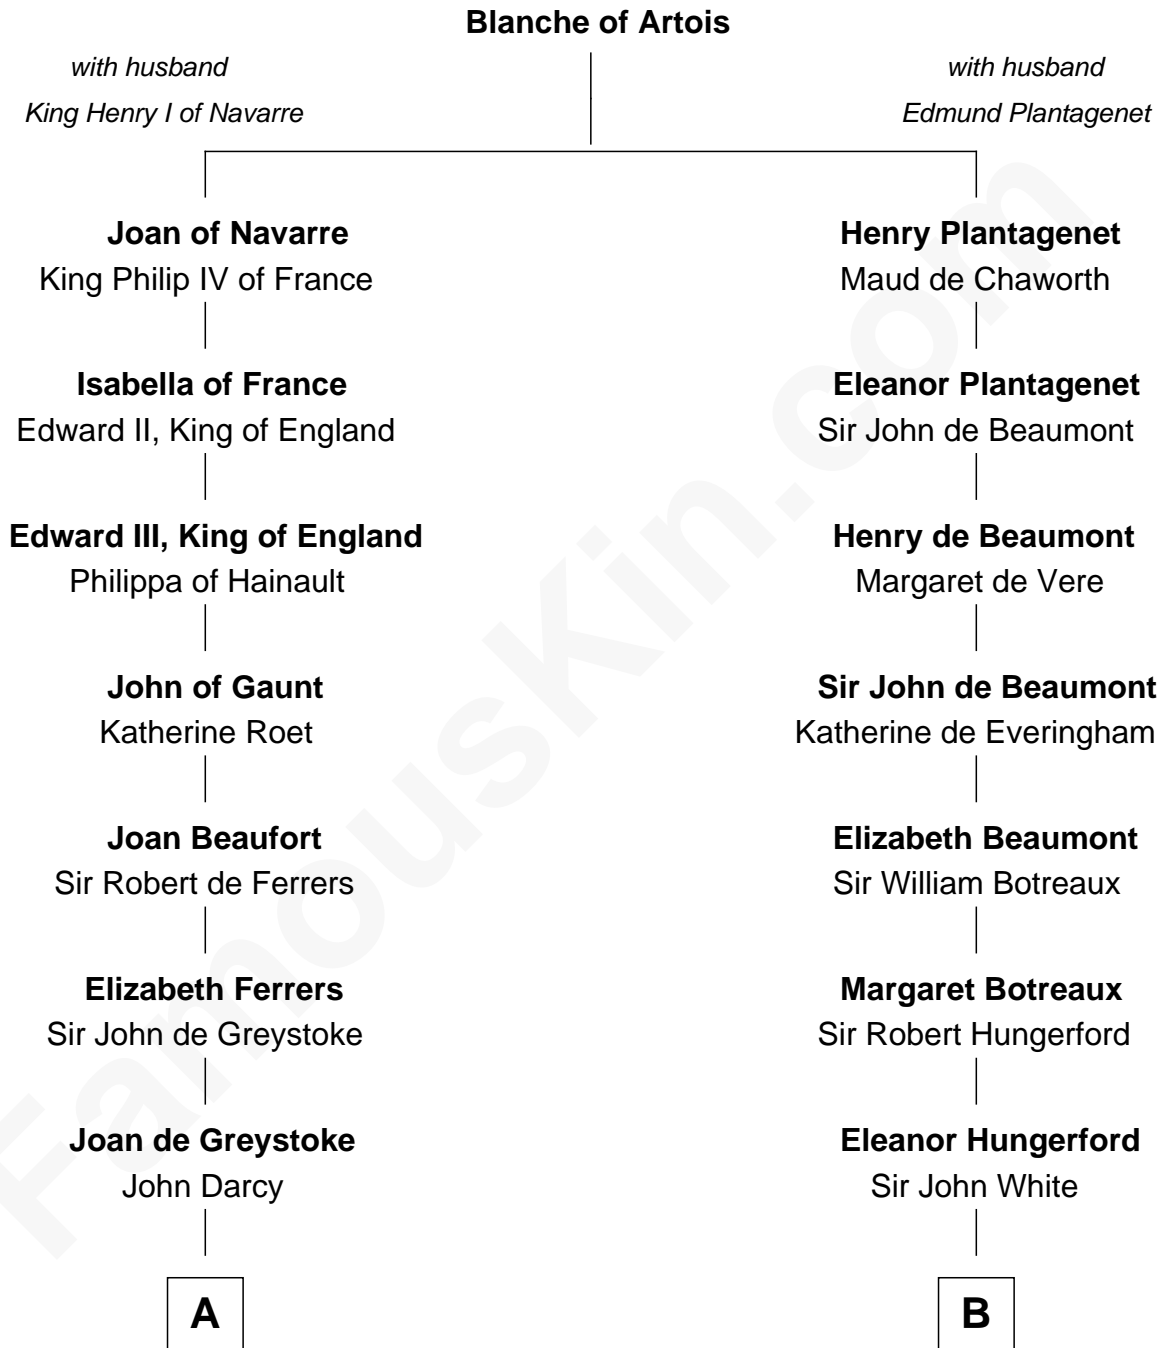 Blanche of Artois
with husband
King Henry I of Navarre
with husband
Edmund Plantagenet
Joan of Navarre
King Philip IV of France
Henry Plantagenet
Maud de Chaworth
Isabella of France
Edward II, King of England
Eleanor Plantagenet
Sir John de Beaumont
Edward III, King of England
Philippa of Hainault
Henry de Beaumont
Margaret de Vere
John of Gaunt
Katherine Roet
Sir John de Beaumont
Katherine de Everingham
Joan Beaufort
Sir Robert de Ferrers
Elizabeth Beaumont
Sir William Botreaux
Elizabeth Ferrers
Sir John de Greystoke
Margaret Botreaux
Sir Robert Hungerford
Joan de Greystoke
John Darcy
Eleanor Hungerford
Sir John White
A
B
FamousKin.com